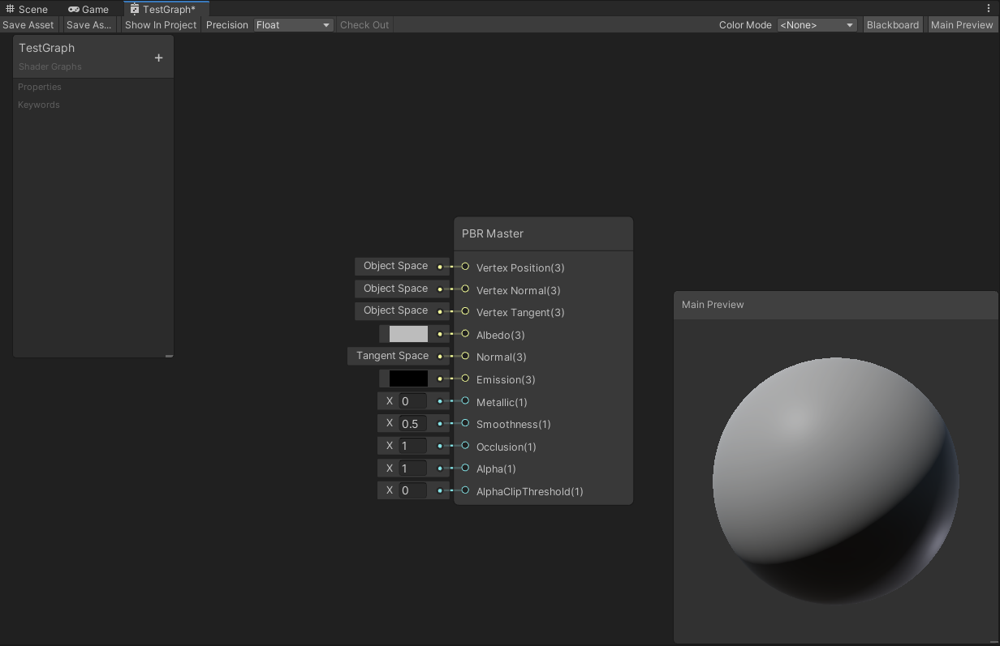 Scene Game TestGraph*
Save Asset Save As... Show In Project Precision Float Check Out Color Mode <None> Blackboard Main Preview
TestGraph +
Shader Graphs
Properties
Keywords
PBR Master
Object Space Vertex Position(3)
Object Space Vertex Normal(3)
Object Space Vertex Tangent(3)
Albedo(3)
Tangent Space Normal(3)
Emission(3)
X 0 Metallic(1)
X 0.5 Smoothness(1)
X 1 Occlusion(1)
X 1 Alpha(1)
X 0 AlphaClipThreshold(1)
Main Preview